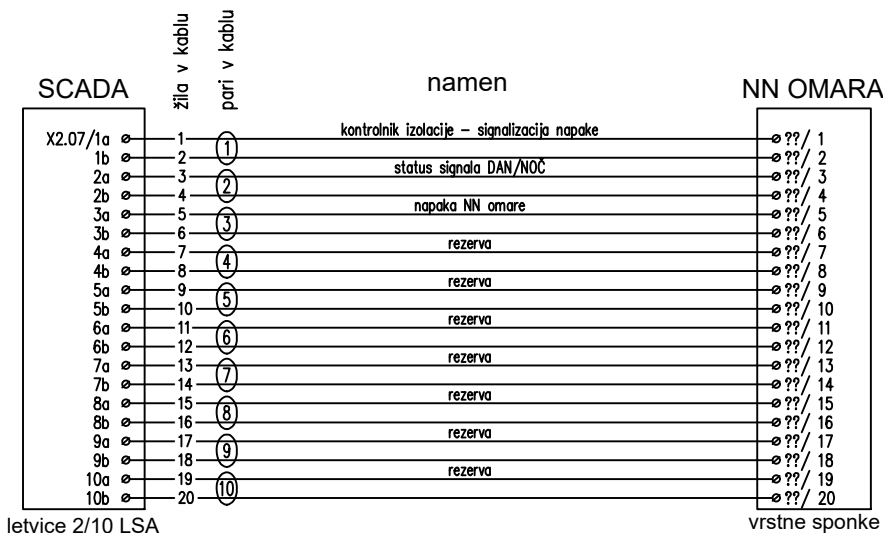 žila v kablu
pari v kablu
SCADA
namen
NN OMARA
X2.07/1a 1 1 kontrolnik izolacije – signalizacija napake ??/ 1
1b 2 ??/ 2
2a 3 2 status signala DAN/NOČ ??/ 3
2b 4 ??/ 4
3a 5 3 napaka NN omare ??/ 5
3b 6 ??/ 6
4a 7 4 rezerva ??/ 7
4b 8 ??/ 8
5a 9 5 rezerva ??/ 9
5b 10 ??/ 10
6a 11 6 rezerva ??/ 11
6b 12 ??/ 12
7a 13 7 rezerva ??/ 13
7b 14 ??/ 14
8a 15 8 rezerva ??/ 15
8b 16 ??/ 16
9a 17 9 rezerva ??/ 17
9b 18 ??/ 18
10a 19 10 rezerva ??/ 19
10b 20 ??/ 20
letvice 2/10 LSA
vrstne sponke